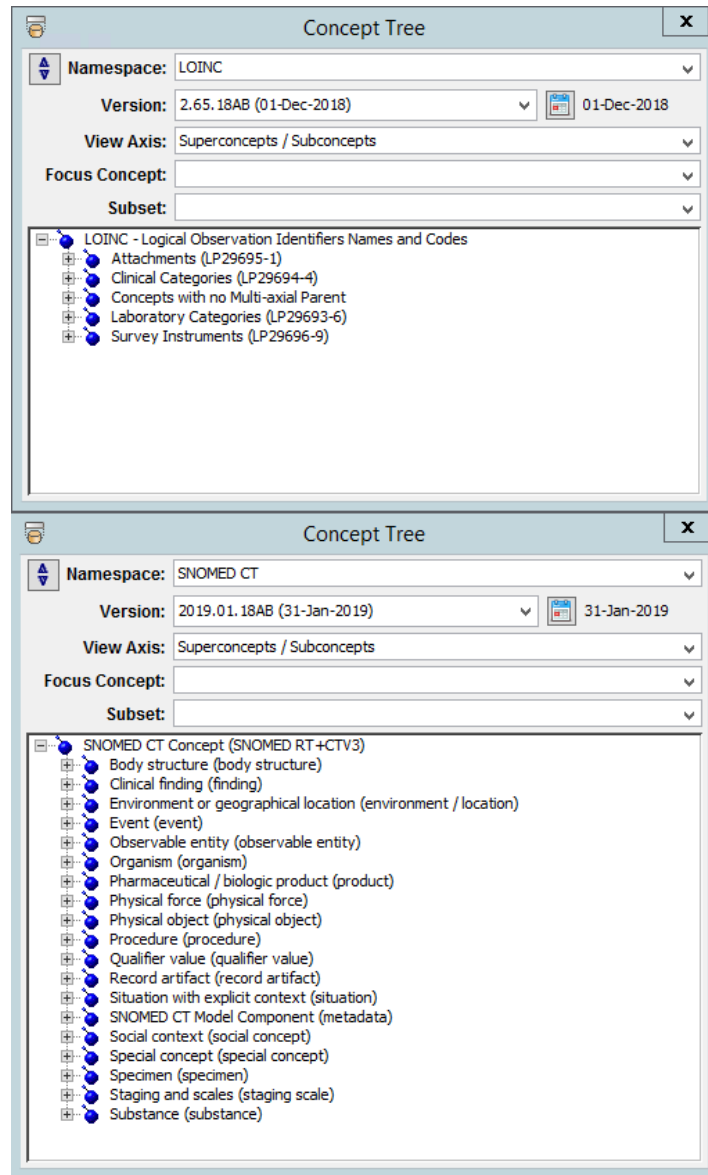 Concept Tree x
Namespace: LOINC
Version: 2.65.18AB (01-Dec-2018) 01-Dec-2018
View Axis: Superconcepts / Subconcepts
Focus Concept:
Subset:
LOINC - Logical Observation Identifiers Names and Codes
Attachments (LP29695-1)
Clinical Categories (LP29694-4)
Concepts with no Multi-axial Parent
Laboratory Categories (LP29693-6)
Survey Instruments (LP29696-9)
Concept Tree x
Namespace: SNOMED CT
Version: 2019.01.18AB (31-Jan-2019) 31-Jan-2019
View Axis: Superconcepts / Subconcepts
Focus Concept:
Subset:
SNOMED CT Concept (SNOMED RT+CTV3)
Body structure (body structure)
Clinical finding (finding)
Environment or geographical location (environment / location)
Event (event)
Observable entity (observable entity)
Organism (organism)
Pharmaceutical / biologic product (product)
Physical force (physical force)
Physical object (physical object)
Procedure (procedure)
Qualifier value (qualifier value)
Record artifact (record artifact)
Situation with explicit context (situation)
SNOMED CT Model Component (metadata)
Social context (social concept)
Special concept (special concept)
Specimen (specimen)
Staging and scales (staging scale)
Substance (substance)